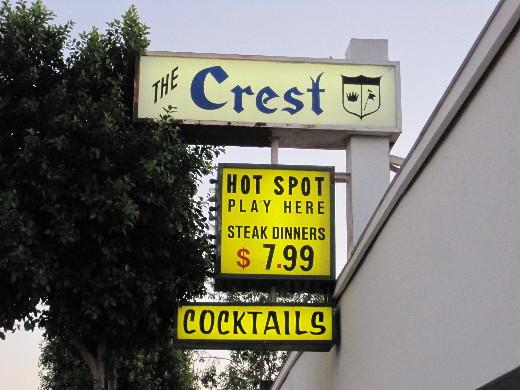 THE Crest
HOT SPOT
PLAY HERE
STEAK DINNERS
$ 7.99
COCKTAILS